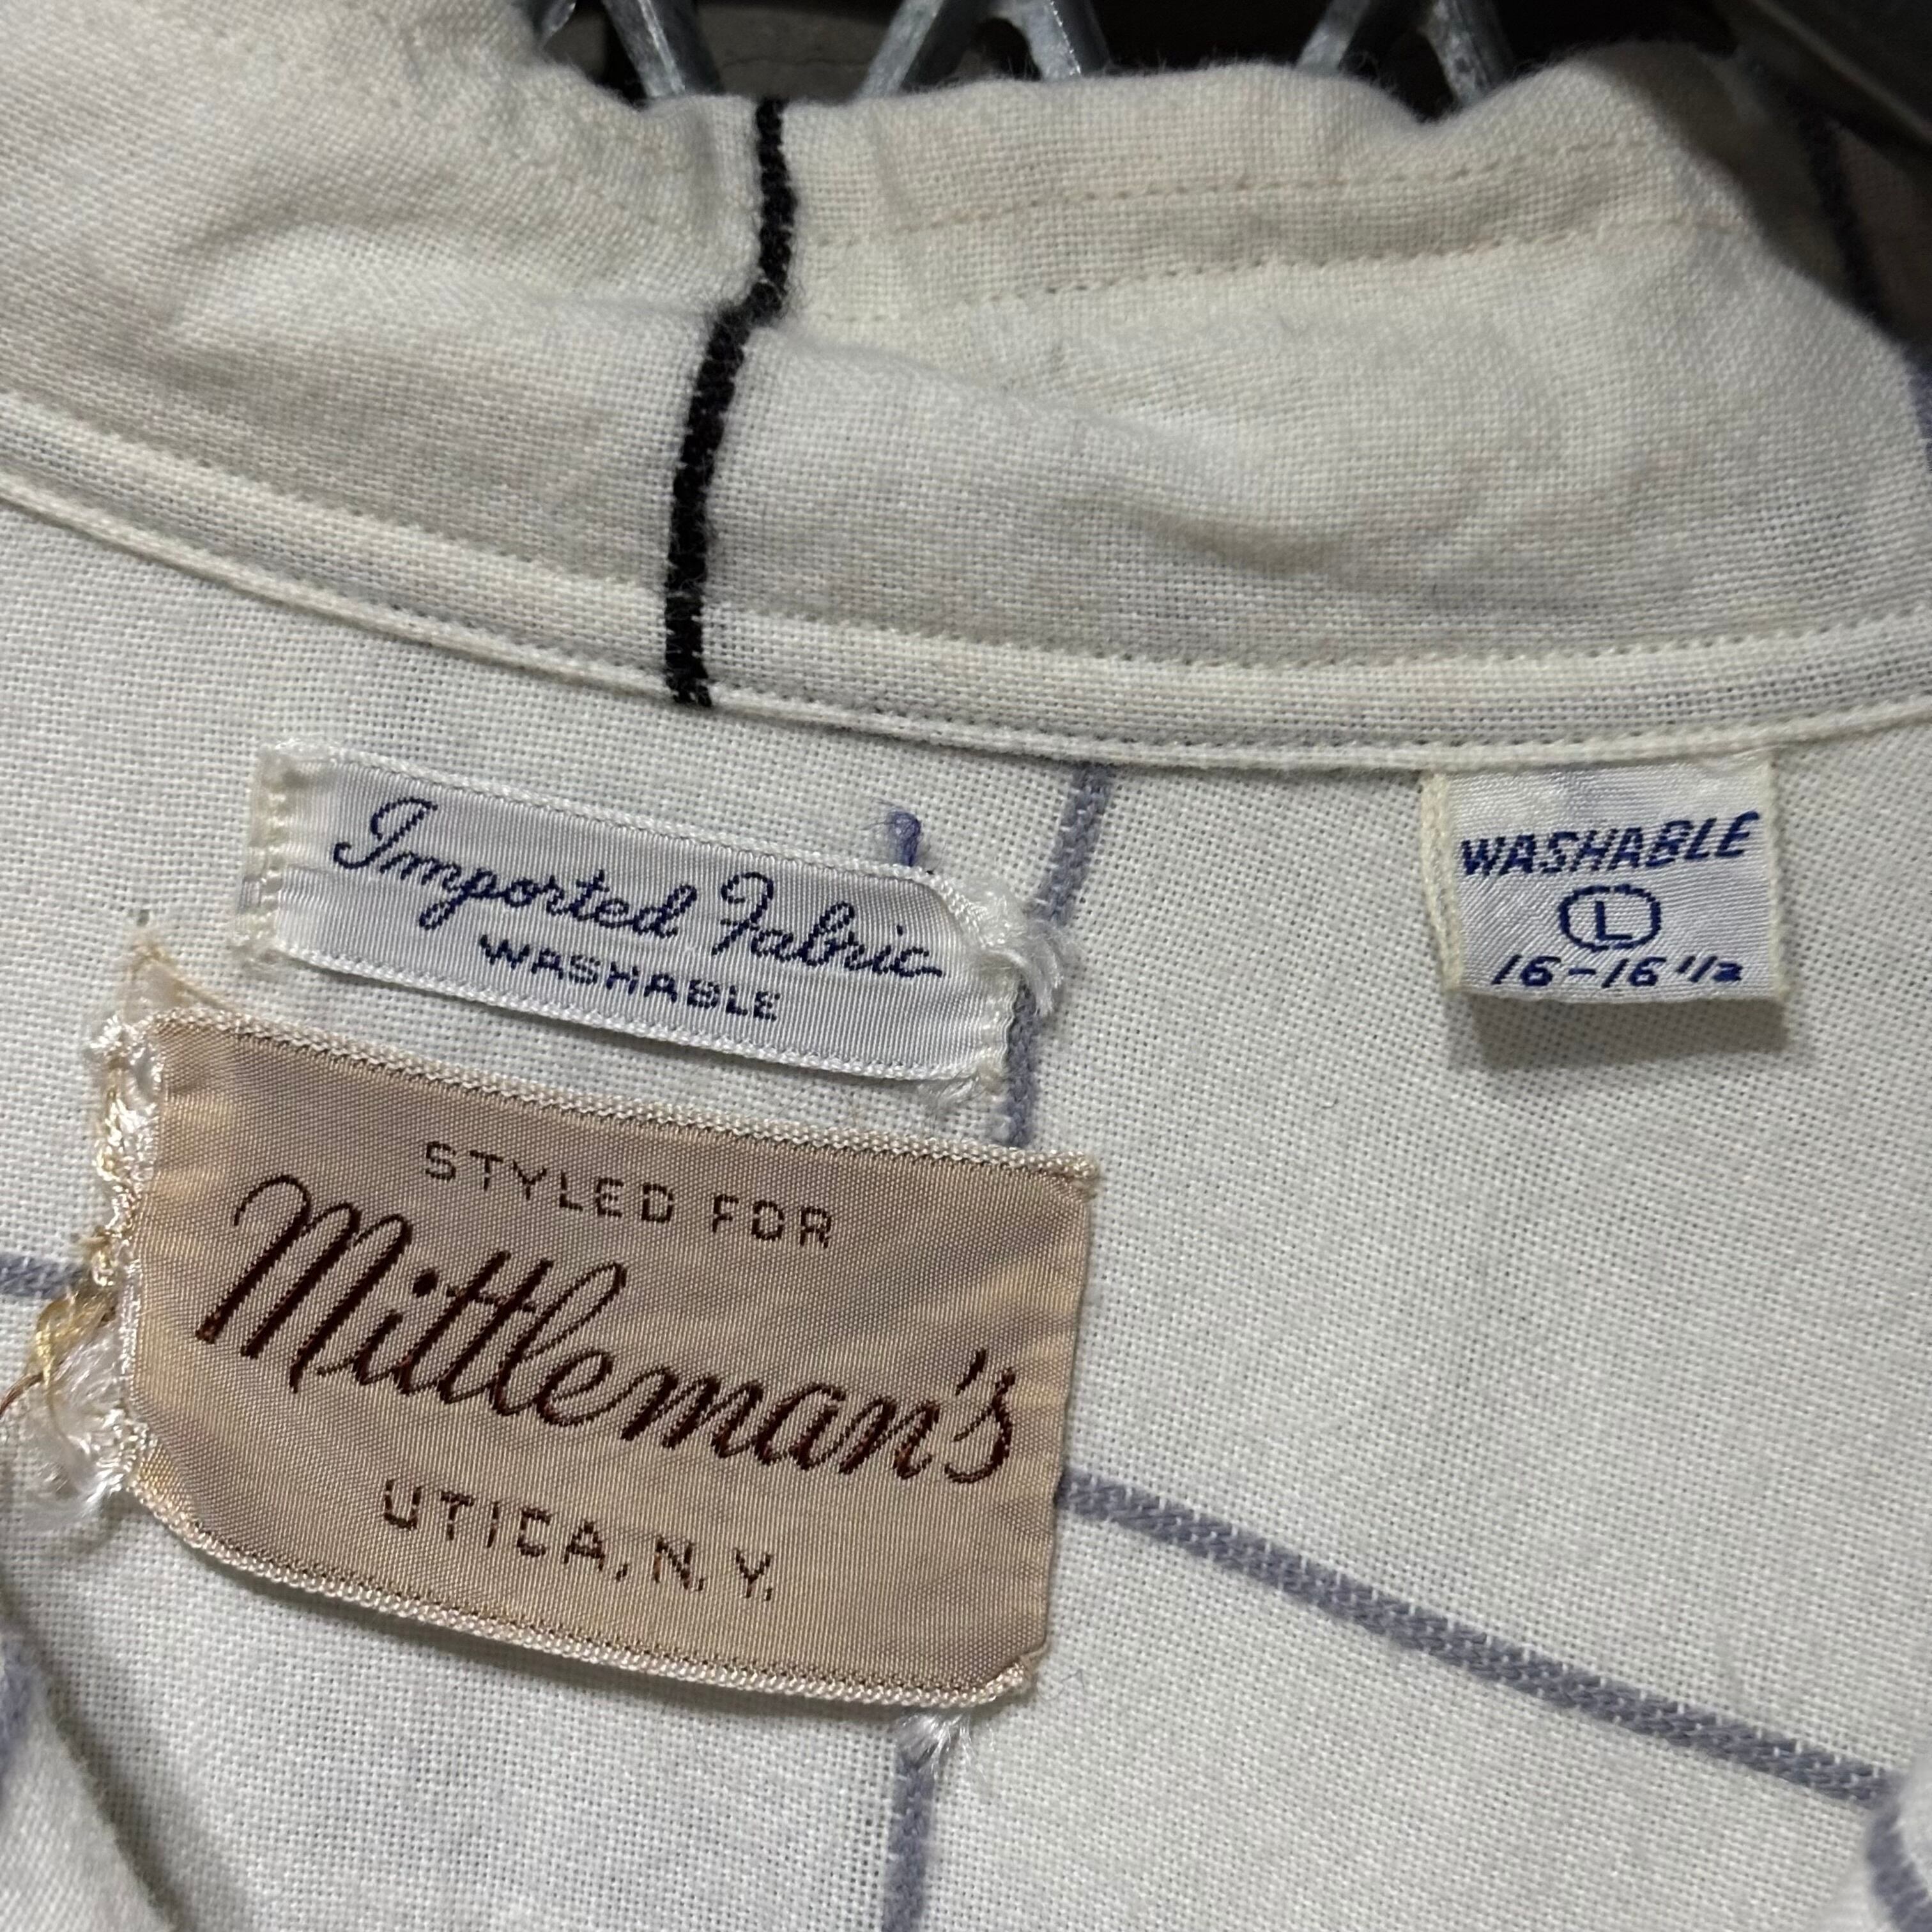 Imported Fabric
WASHABLE
WASHABLE
L
16-16 1/2
STYLED FOR
Mittleman's
UTICA, N.Y.